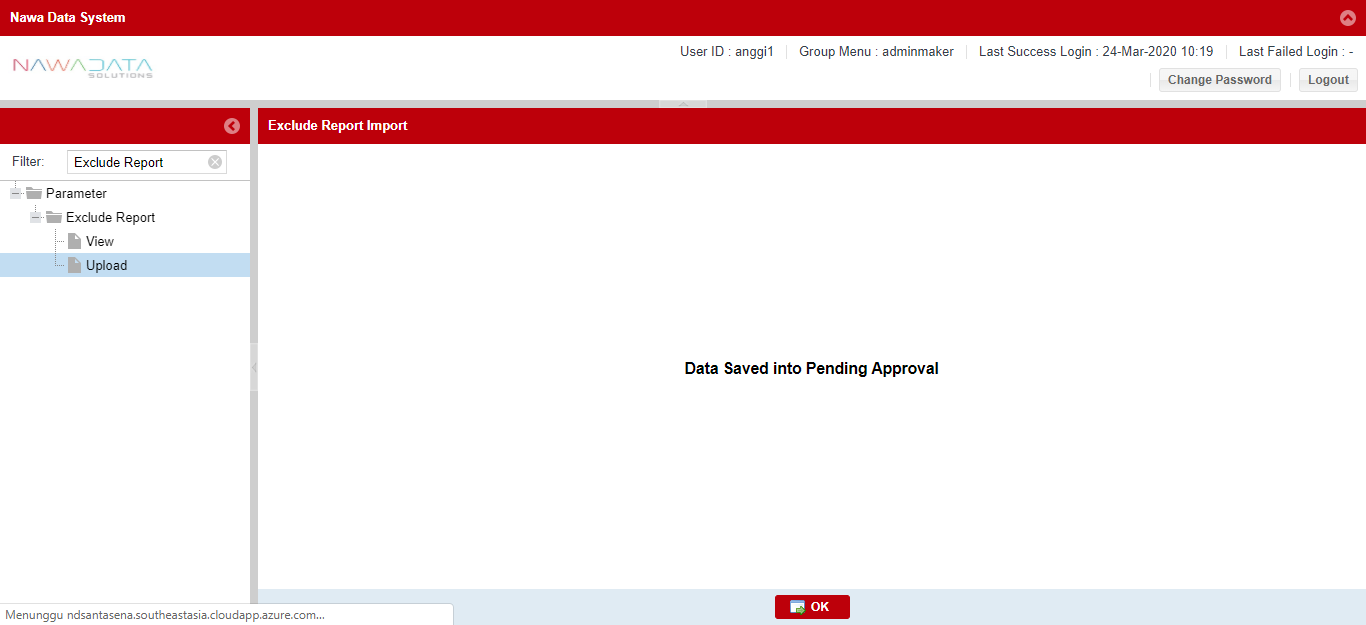 Nawa Data System
NAWADATA
SOLUTIONS
User ID : anggi1 Group Menu : adminmaker Last Success Login : 24-Mar-2020 10:19 Last Failed Login : -
Change Password Logout
Exclude Report Import
Filter: Exclude Report
Parameter
Exclude Report
View
Upload
Data Saved into Pending Approval
OK
Menunggu ndsantasena.southeastasia.cloudapp.azure.com...